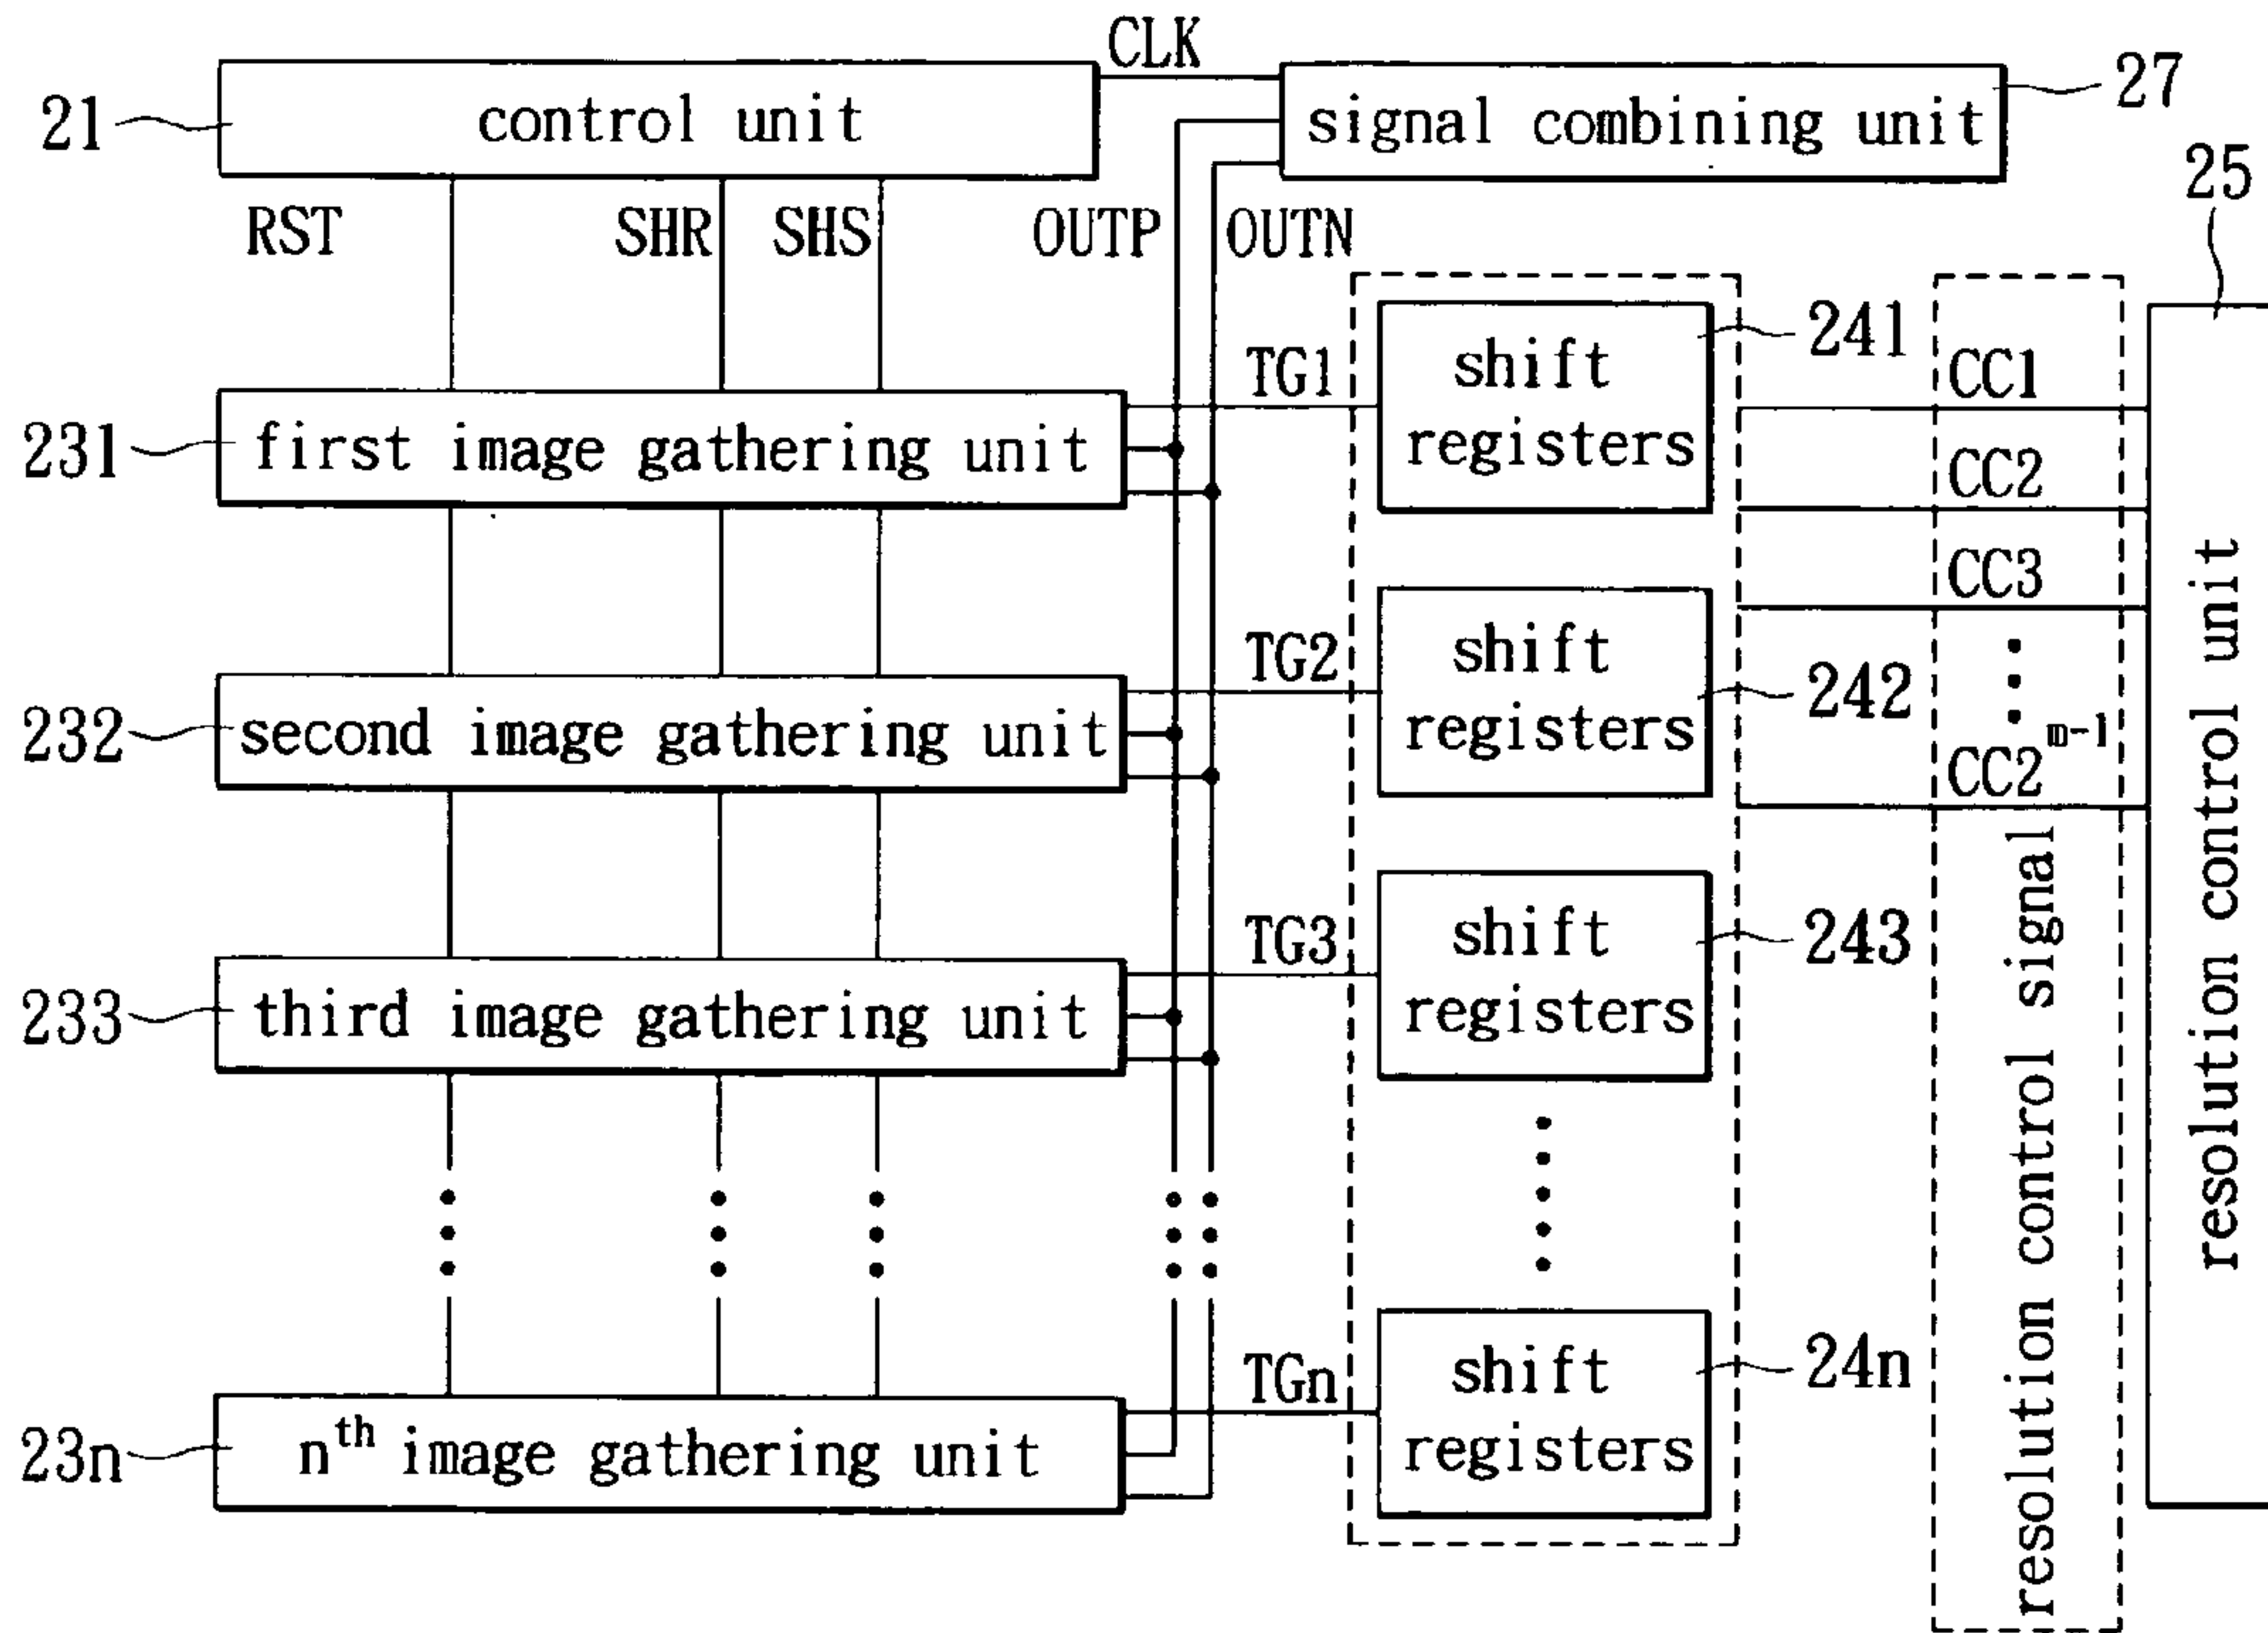 CLK
21
control unit
signal combining unit
27
25
RST
SHR
SHS
OUTP
OUTN
231
first image gathering unit
TG1
shift
registers
241
CC1
CC2
CC3
CC2^m-1
232
second image gathering unit
TG2
shift
registers
242
233
third image gathering unit
TG3
shift
registers
243
23n
n^th image gathering unit
TGn
shift
registers
24n
resolution control signal
resolution control unit